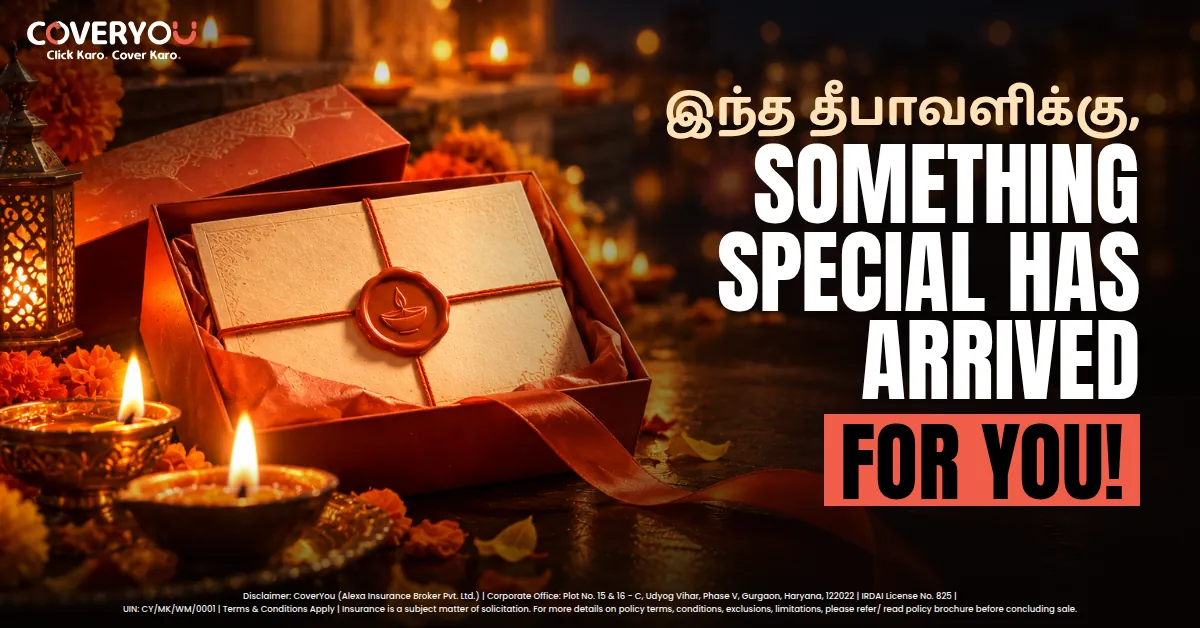 COVERYOU
Click Karo. Cover Karo.
இந்த தீபாவளிக்கு,
SOMETHING
SPECIAL HAS
ARRIVED
FOR YOU!
Disclaimer: CoverYou (Alexa Insurance Broker Pvt. Ltd.) | Corporate Office: Plot No. 15 & 16 - C, Udyog Vihar, Phase V, Gurgaon, Haryana, 122022 | IRDAI License No. 825 |
UIN: CY/MK/WM/0001 | Terms & Conditions Apply | Insurance is a subject matter of solicitation. For more details on policy terms, conditions, exclusions, limitations, please refer/ read policy brochure before concluding sale.